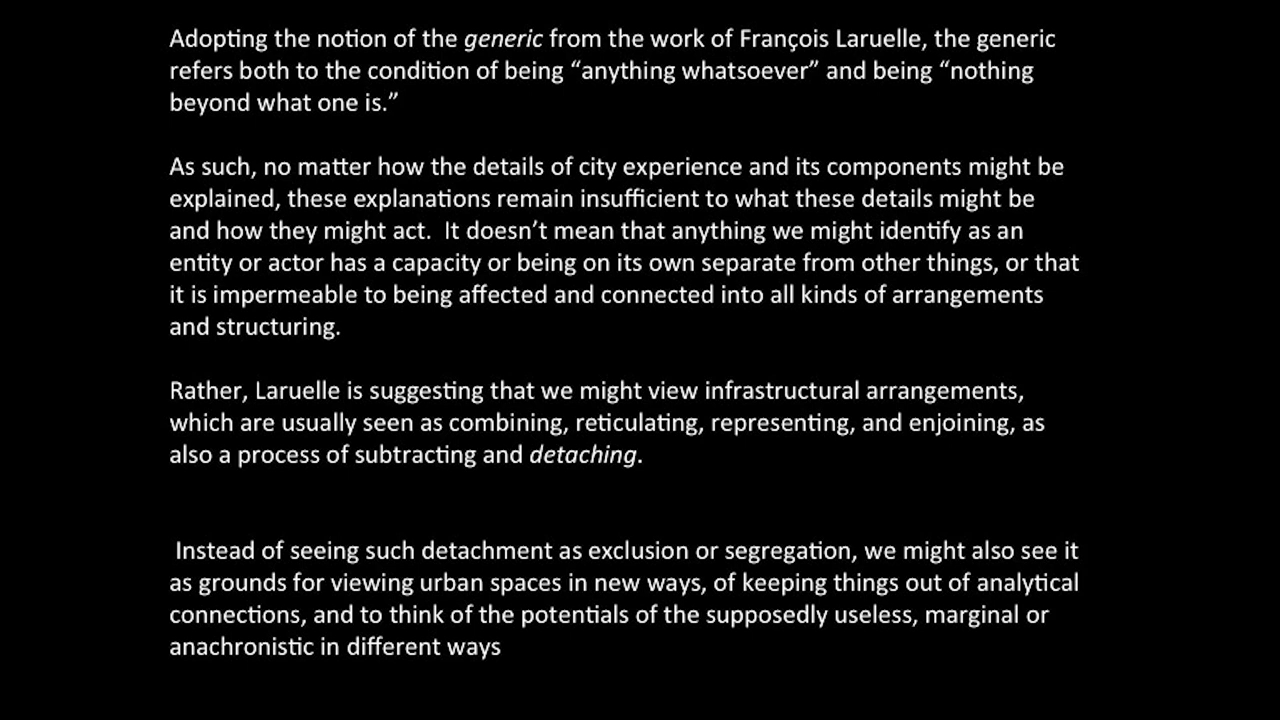 Adopting the notion of the generic from the work of François Laruelle, the generic
refers both to the condition of being “anything whatsoever” and being “nothing
beyond what one is.”
As such, no matter how the details of city experience and its components might be
explained, these explanations remain insufficient to what these details might be
and how they might act.  It doesn’t mean that anything we might identify as an
entity or actor has a capacity or being on its own separate from other things, or that
it is impermeable to being affected and connected into all kinds of arrangements
and structuring.
Rather, Laruelle is suggesting that we might view infrastructural arrangements,
which are usually seen as combining, reticulating, representing, and enjoining, as
also a process of subtracting and detaching.
Instead of seeing such detachment as exclusion or segregation, we might also see it
as grounds for viewing urban spaces in new ways, of keeping things out of analytical
connections, and to think of the potentials of the supposedly useless, marginal or
anachronistic in different ways